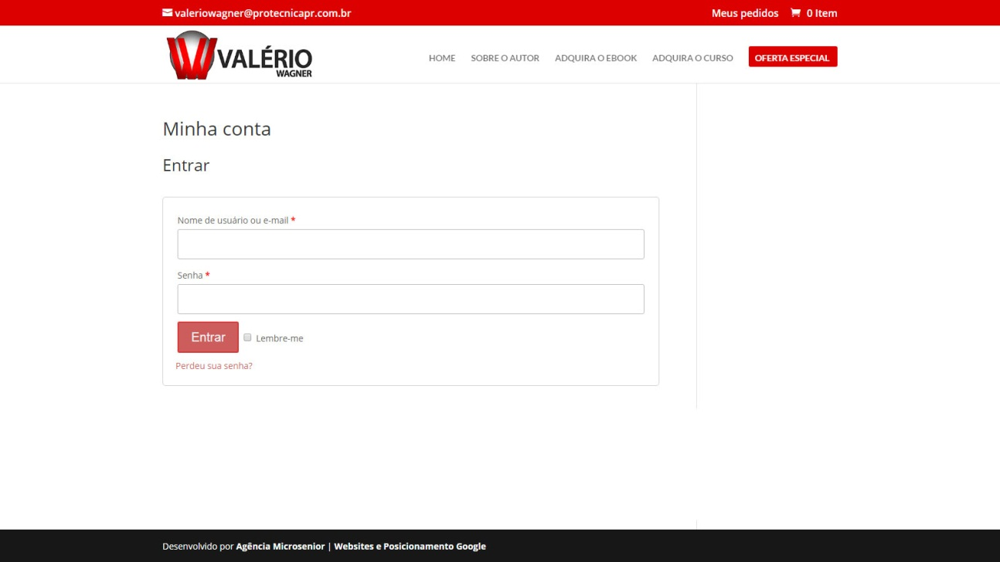 valeriowagner@protecnicapr.com.br
Meus pedidos 0 Item
VALÉRIO
WAGNER
HOME SOBRE O AUTOR ADQUIRA O EBOOK ADQUIRA O CURSO OFERTA ESPECIAL
Minha conta
Entrar
Nome de usuário ou e-mail *
Senha *
Entrar Lembre-me
Perdeu sua senha?
Desenvolvido por Agência Microsenior | Websites e Posicionamento Google